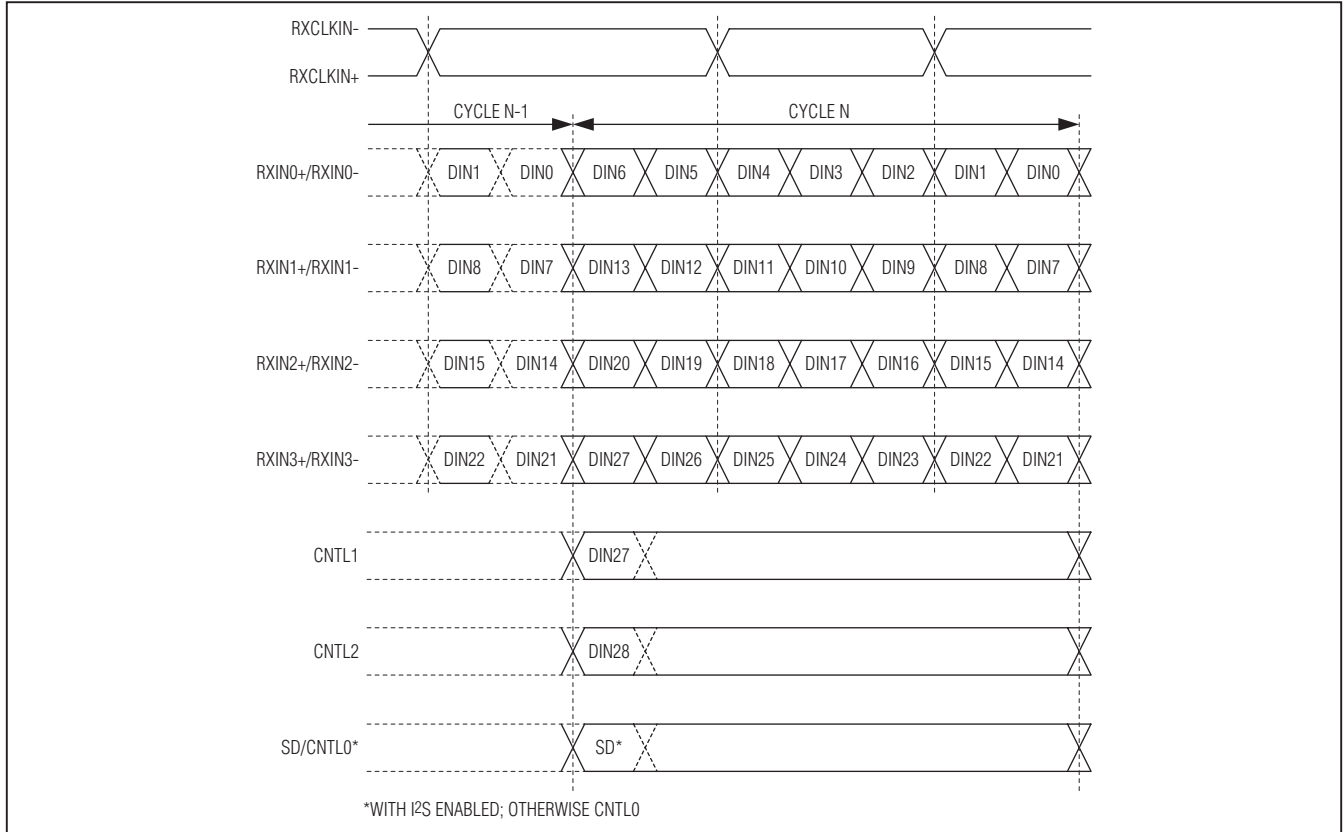 RXCLKIN-
RXCLKIN+
CYCLE N-1 CYCLE N
RXIN0+/RXIN0- DIN1 DIN0 DIN6 DIN5 DIN4 DIN3 DIN2 DIN1 DIN0
RXIN1+/RXIN1- DIN8 DIN7 DIN13 DIN12 DIN11 DIN10 DIN9 DIN8 DIN7
RXIN2+/RXIN2- DIN15 DIN14 DIN20 DIN19 DIN18 DIN17 DIN16 DIN15 DIN14
RXIN3+/RXIN3- DIN22 DIN21 DIN27 DIN26 DIN25 DIN24 DIN23 DIN22 DIN21
CNTL1 DIN27
CNTL2 DIN28
SD/CNTL0* SD*
*WITH I2S ENABLED; OTHERWISE CNTL0